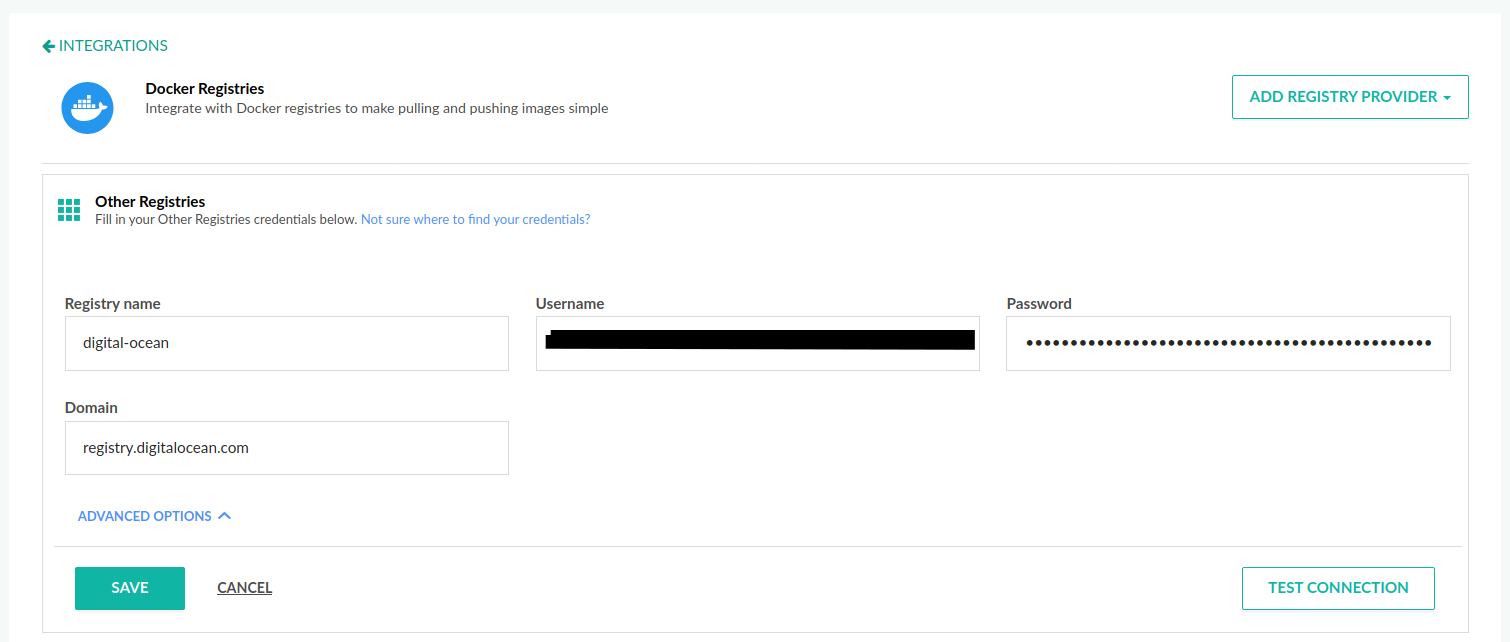 INTEGRATIONS
Docker Registries
Integrate with Docker registries to make pulling and pushing images simple
ADD REGISTRY PROVIDER
Other Registries
Fill in your Other Registries credentials below. Not sure where to find your credentials?
Registry name
Username
Password
digital-ocean
••••••••••••••••••••••••••••••••••••••••••••••
Domain
registry.digitalocean.com
ADVANCED OPTIONS
SAVE
CANCEL
TEST CONNECTION